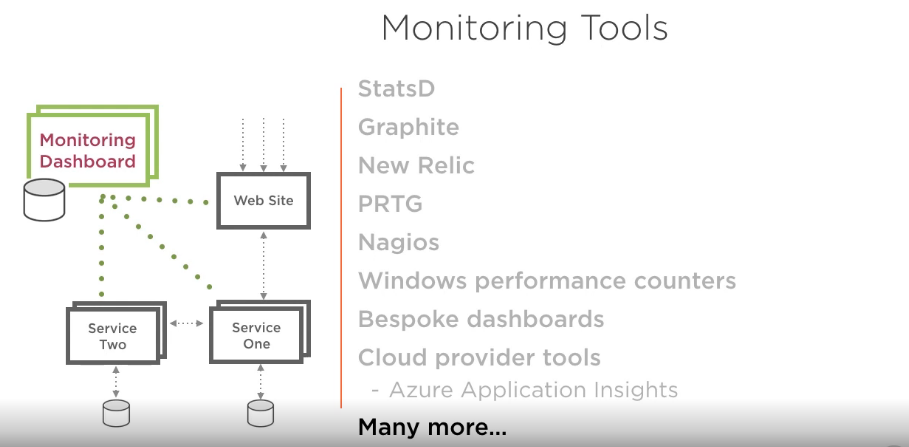 Monitoring Tools
Monitoring
Dashboard
Web Site
Service
Two
Service
One
StatsD
Graphite
New Relic
PRTG
Nagios
Windows performance counters
Bespoke dashboards
Cloud provider tools
- Azure Application Insights
Many more...